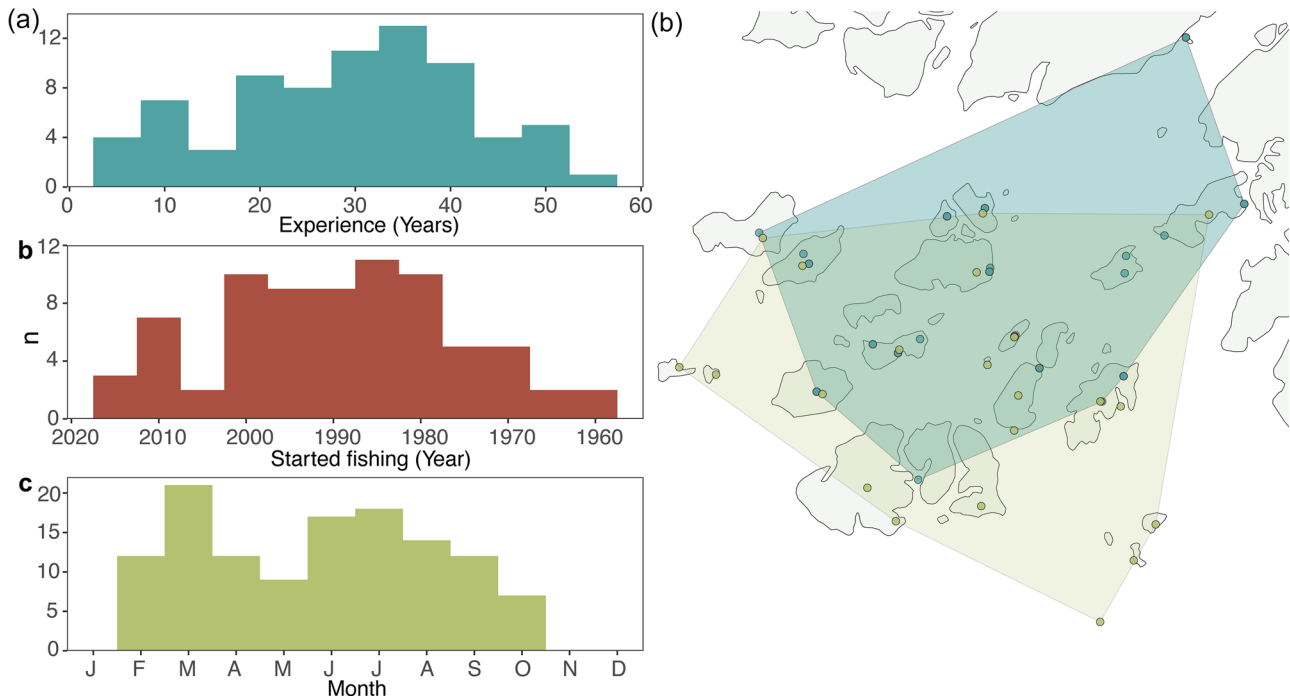 (a)
12
8
4
0
0 10 20 30 40 50 60
Experience (Years)
b
12
8
4
0
n
2020 2010 2000 1990 1980 1970 1960
Started fishing (Year)
c
20
15
10
5
0
J F M A M J J A S O N D
Month
(b)